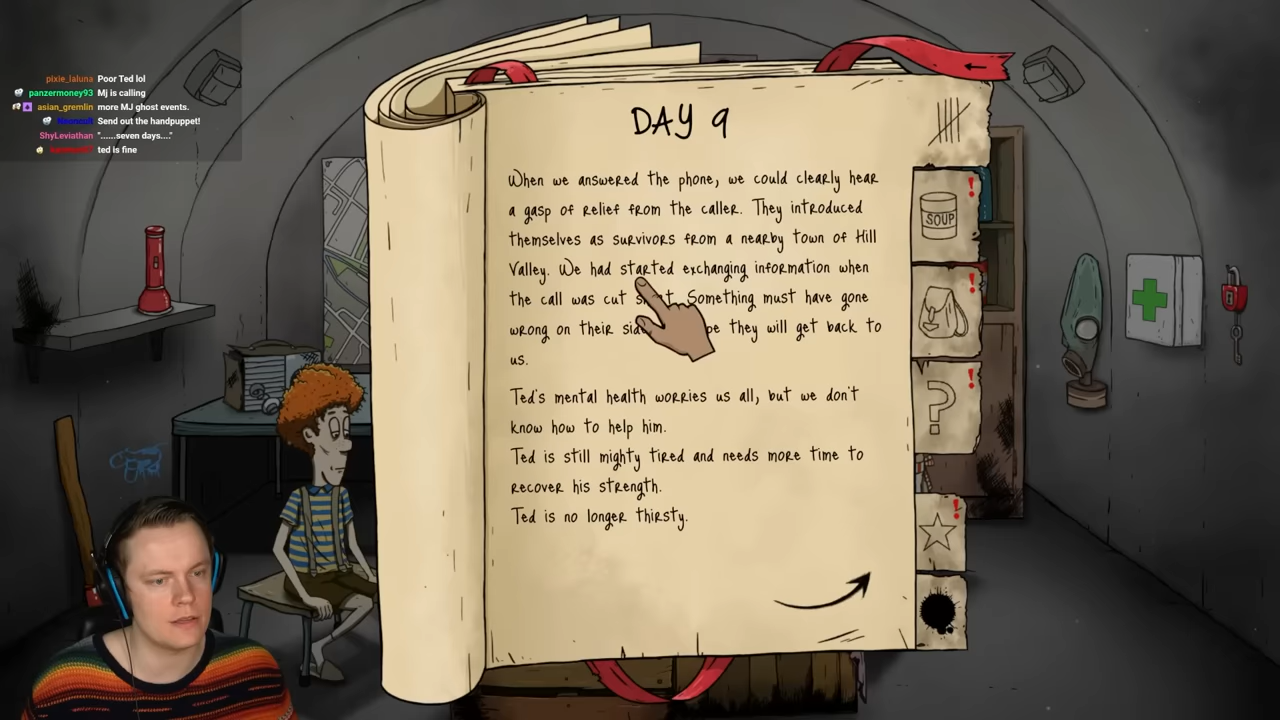 pixie_laluna Poor Ted lol
panzermoney93 Mj is calling
asian_gremlin more MJ ghost events.
Send out the handpuppet!
ShyLeviathan "......seven days...."
ted is fine
DAY 9
When we answered the phone, we could clearly hear
a gasp of relief from the caller. They introduced
themselves as survivors from a nearby town of Hill
Valley. We had started exchanging information when
the call was cut Something must have gone
wrong on their they will get back to
us.
Ted's mental health worries us all, but we don't
know how to help him.
Ted is still mighty tired and needs more time to
recover his strength.
Ted is no longer thirsty.
SOUP